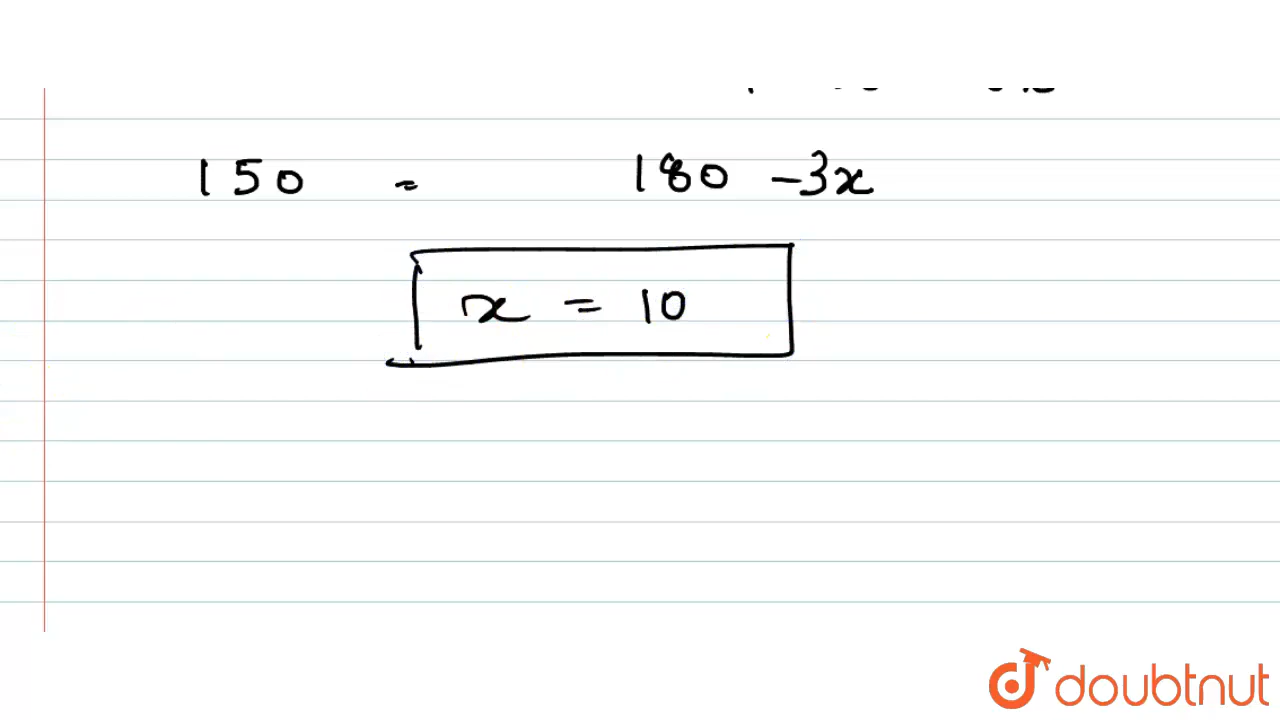 150 = 180 -3x
x = 10
doubtnut